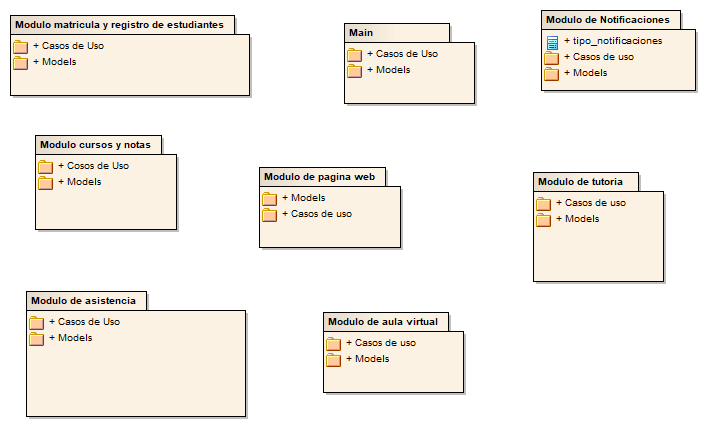 Modulo matricula y registro de estudiantes
+ Casos de Uso
+ Models
Main
+ Casos de Uso
+ Models
Modulo de Notificaciones
+ tipo_notificaciones
+ Casos de uso
+ Models
Modulo cursos y notas
+ Cosos de Uso
+ Models
Modulo de pagina web
+ Models
+ Casos de uso
Modulo de tutoria
+ Casos de uso
+ Models
Modulo de asistencia
+ Casos de Uso
+ Models
Modulo de aula virtual
+ Casos de uso
+ Models